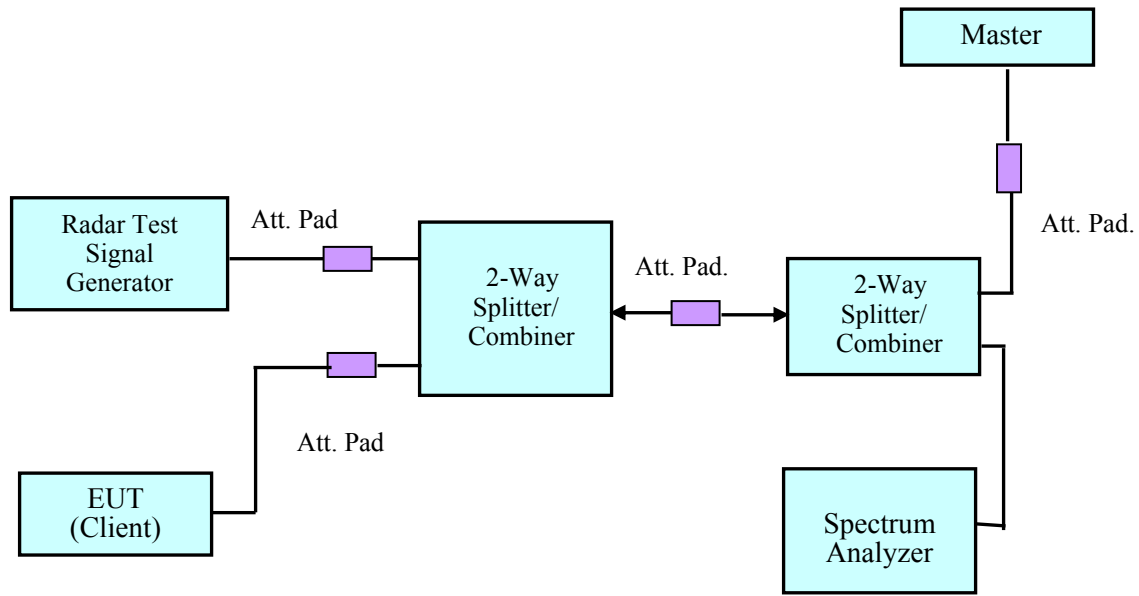 Master
Radar Test
Signal
Generator
Att. Pad
2-Way
Splitter/
Combiner
Att. Pad.
2-Way
Splitter/
Combiner
Att. Pad.
Att. Pad
EUT
(Client)
Spectrum
Analyzer